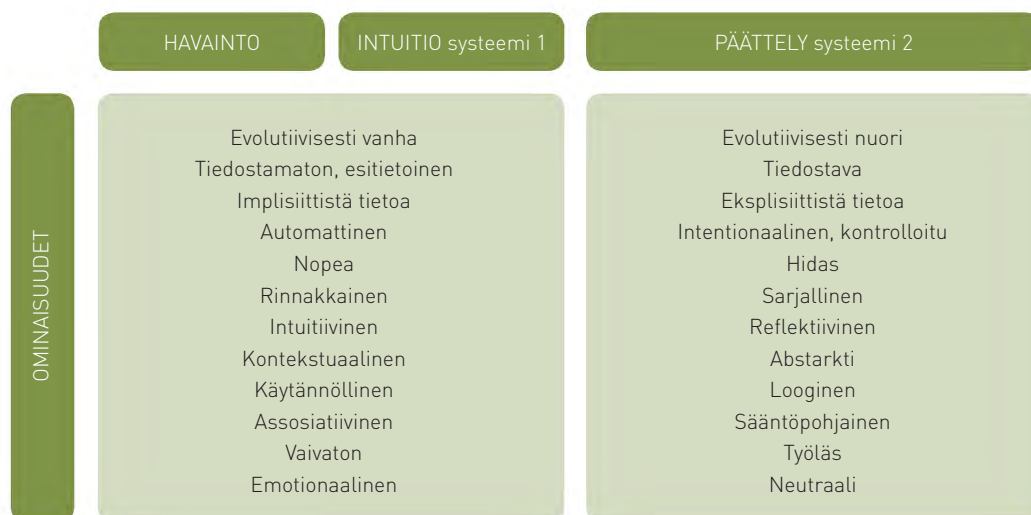 HAVAINTO
INTUITIO systeemi 1
PÄÄTTELY systeemi 2
OMINAISUUDET
Evolutiivisesti vanha
Tiedostamaton, esitietoinen
Implisiittistä tietoa
Automattinen
Nopea
Rinnakkainen
Intuitiivinen
Kontekstuaalinen
Käytännöllinen
Assosiatiivinen
Vaivaton
Emotionaalinen
Evolutiivisesti nuori
Tiedostava
Eksplisiittistä tietoa
Intentionaalinen, kontrolloitu
Hidas
Sarjallinen
Reflektiivinen
Abstarkti
Looginen
Sääntöpohjainen
Työläs
Neutraali